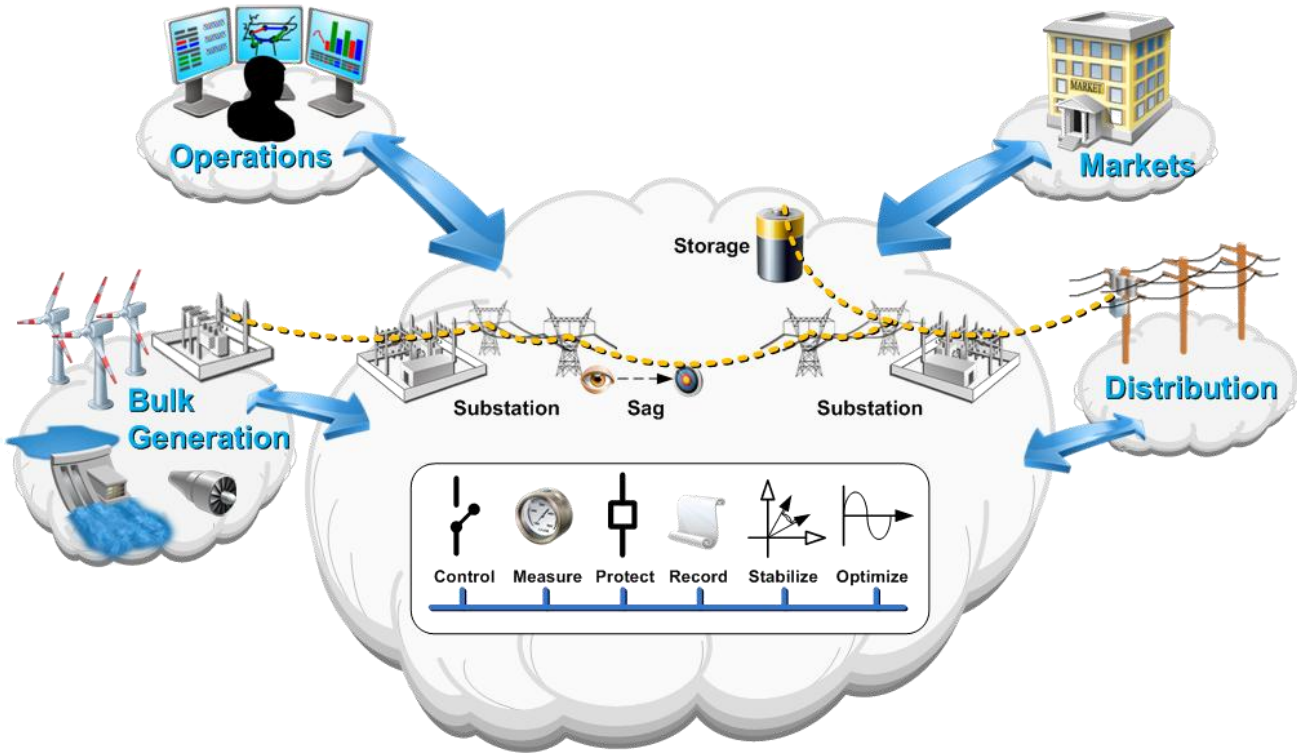 Operations
MARKET
Markets
Storage
Bulk
Generation
Substation
Sag
Substation
Distribution
Control
Measure
Protect
Record
Stabilize
Optimize